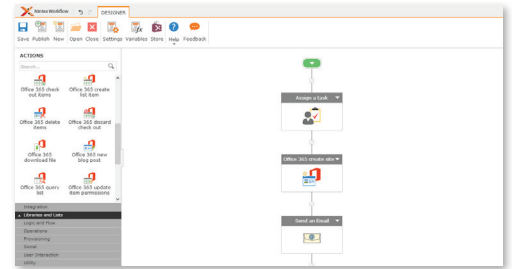 Nintex Workflow
DESIGNER
Save Publish New Open Close Settings Variables Store Help Feedback
ACTIONS
Search...
Office 365 check out items
Office 365 create list item
Office 365 delete items
Office 365 discard check out
Office 365 download file
Office 365 new blog post
Office 365 query list
Office 365 update item permissions
Integration
Libraries and Lists
Logic and Flow
Operations
Provisioning
Social
User Interaction
Utility
Assign a task
Office 365 create site
Send an Email